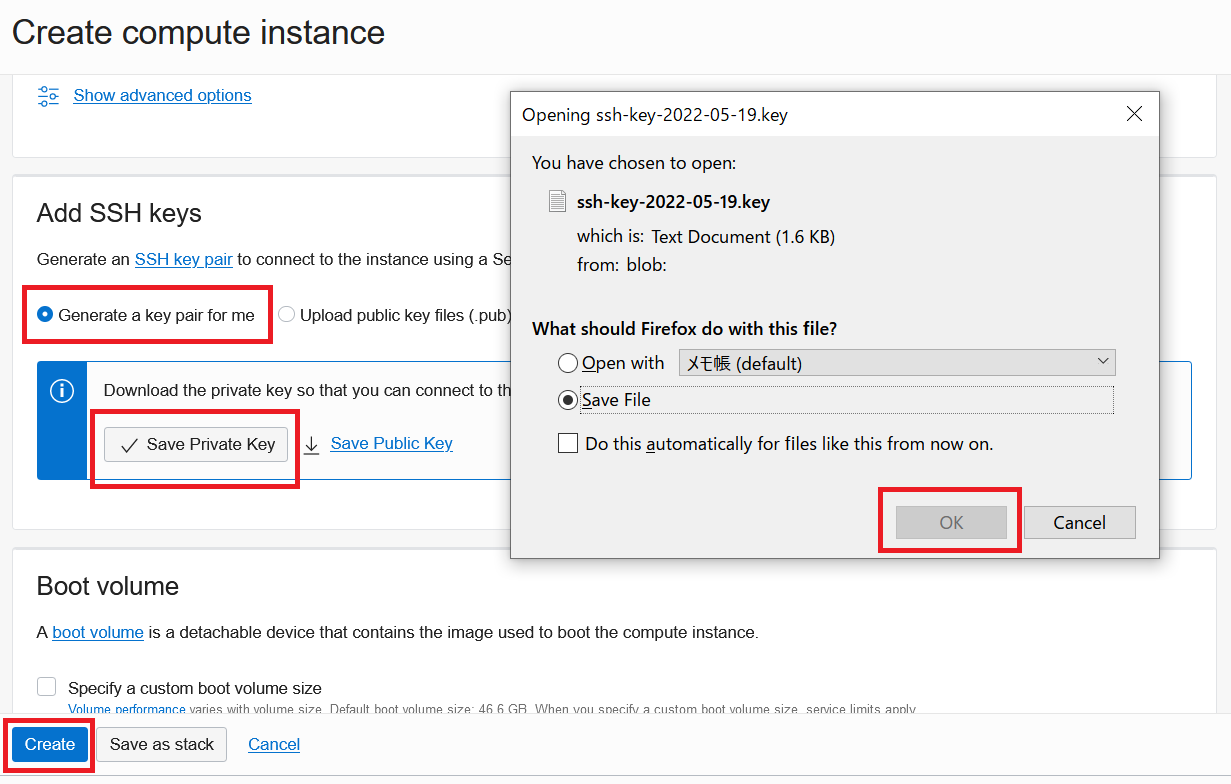 Create compute instance
Show advanced options
Add SSH keys
Generate an SSH key pair to connect to the instance using a Se
Generate a key pair for me
Upload public key files (.pub)
Download the private key so that you can connect to th
Save Private Key
Save Public Key
Opening ssh-key-2022-05-19.key
You have chosen to open:
ssh-key-2022-05-19.key
which is: Text Document (1.6 KB)
from: blob:
What should Firefox do with this file?
Open with
メモ帳 (default)
Save File
Do this automatically for files like this from now on.
OK
Cancel
Boot volume
A boot volume is a detachable device that contains the image used to boot the compute instance.
Specify a custom boot volume size
Volume performance varies with volume size. Default boot volume size: 46.6 GB. When you specify a custom boot volume size, service limits apply.
Create
Save as stack
Cancel